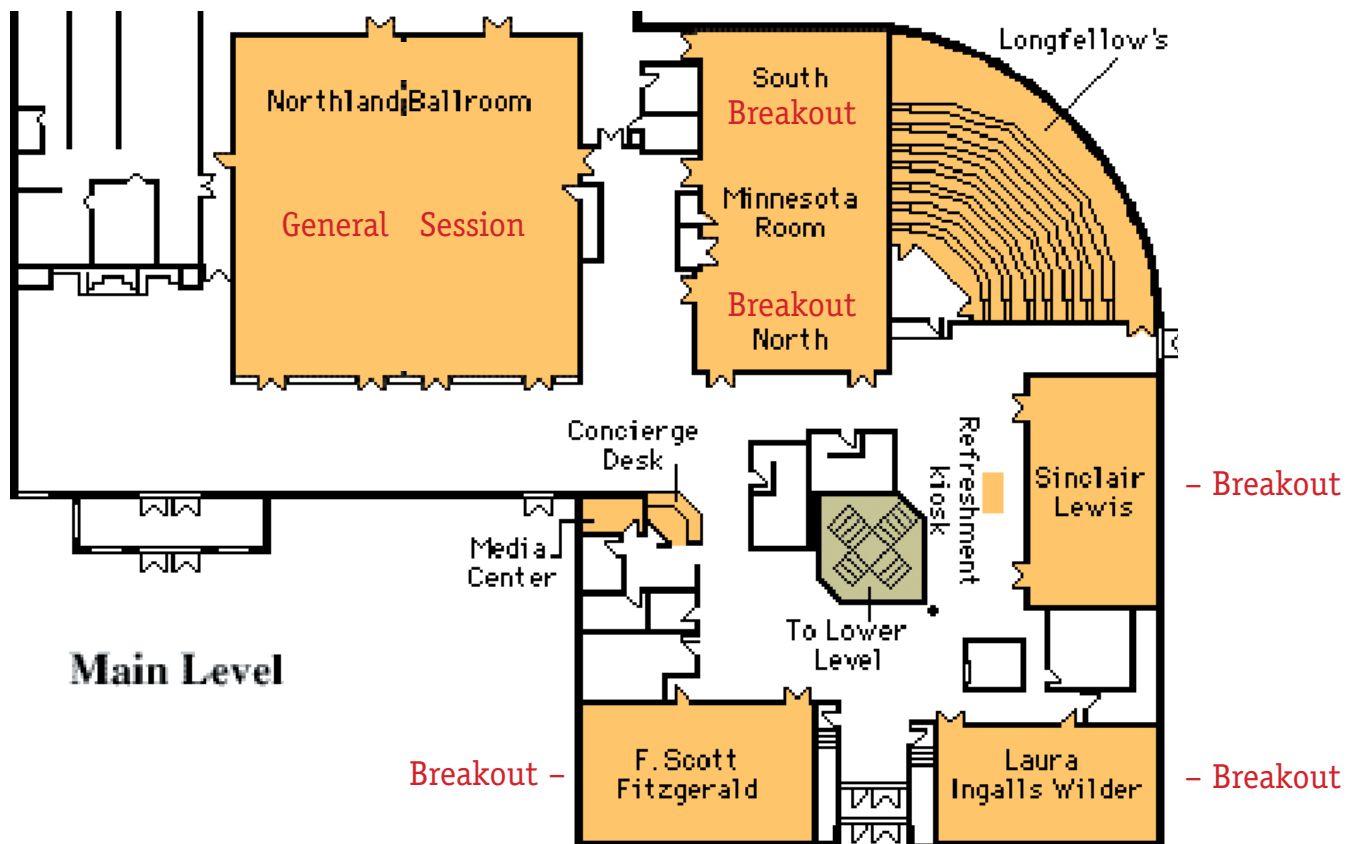 Longfellow's
South
Northland Ballroom
Breakout
Minnesota
Room
General Session
Breakout
North
Concierge
Desk
Refreshment
kiosk
Sinclair
Lewis
– Breakout
Media
Center
To Lower
Level
Main Level
F. Scott
Fitzgerald
Breakout –
Laura
Ingalls Wilder
– Breakout